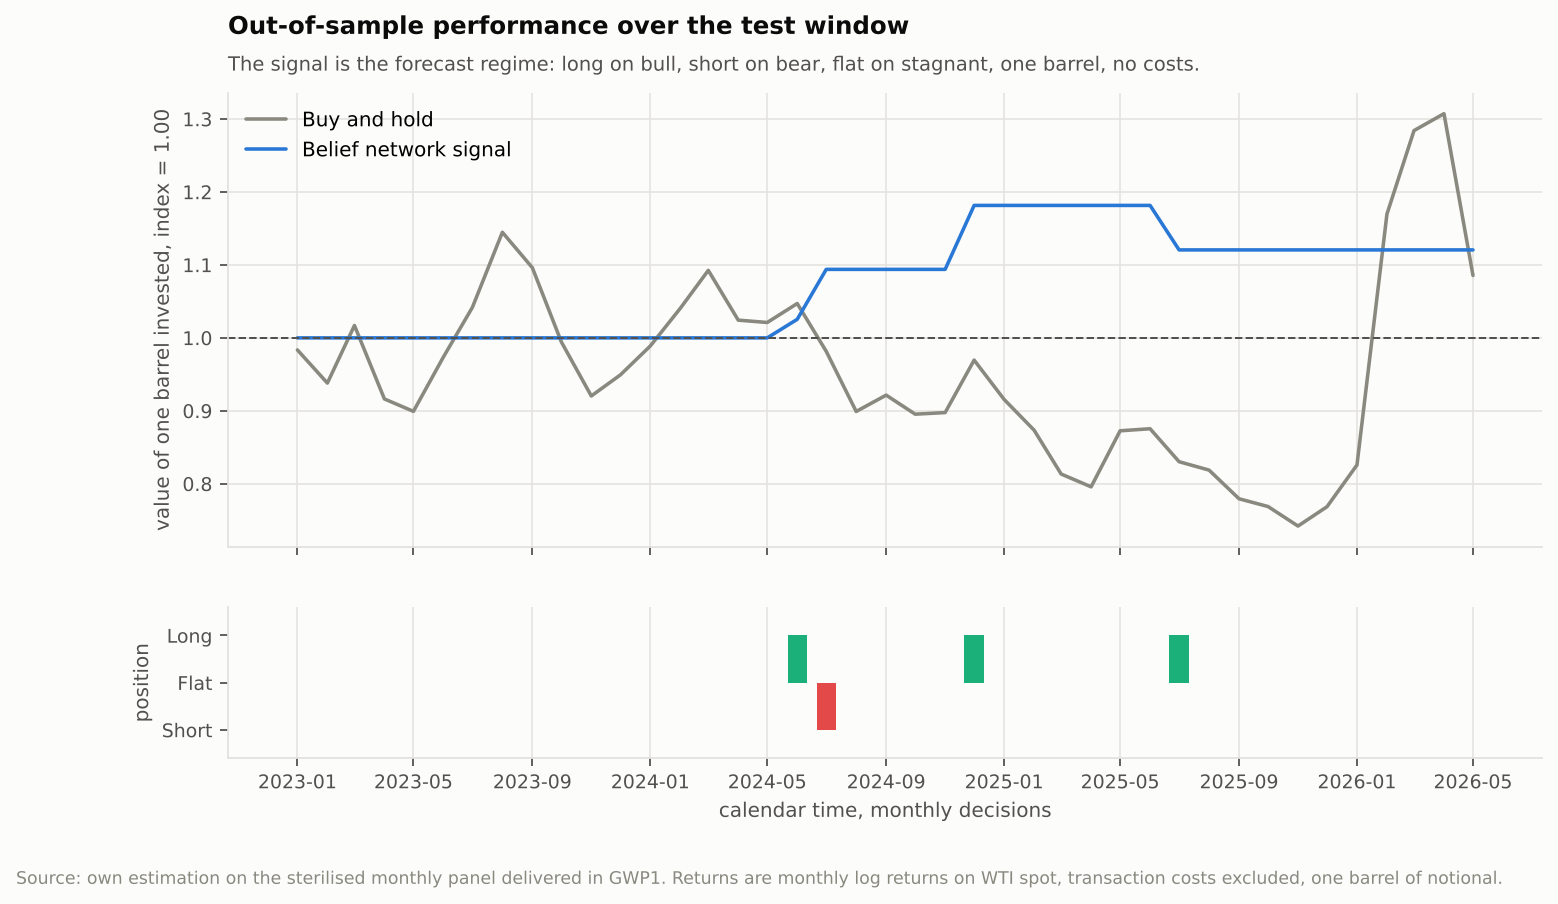 Out-of-sample performance over the test window
The signal is the forecast regime: long on bull, short on bear, flat on stagnant, one barrel, no costs.
value of one barrel invested, index = 1.00
1.3
1.2
1.1
1.0
0.9
0.8
Buy and hold
Belief network signal
position
Long
Flat
Short
2023-01 2023-05 2023-09 2024-01 2024-05 2024-09 2025-01 2025-05 2025-09 2026-01 2026-05
calendar time, monthly decisions
Source: own estimation on the sterilised monthly panel delivered in GWP1. Returns are monthly log returns on WTI spot, transaction costs excluded, one barrel of notional.